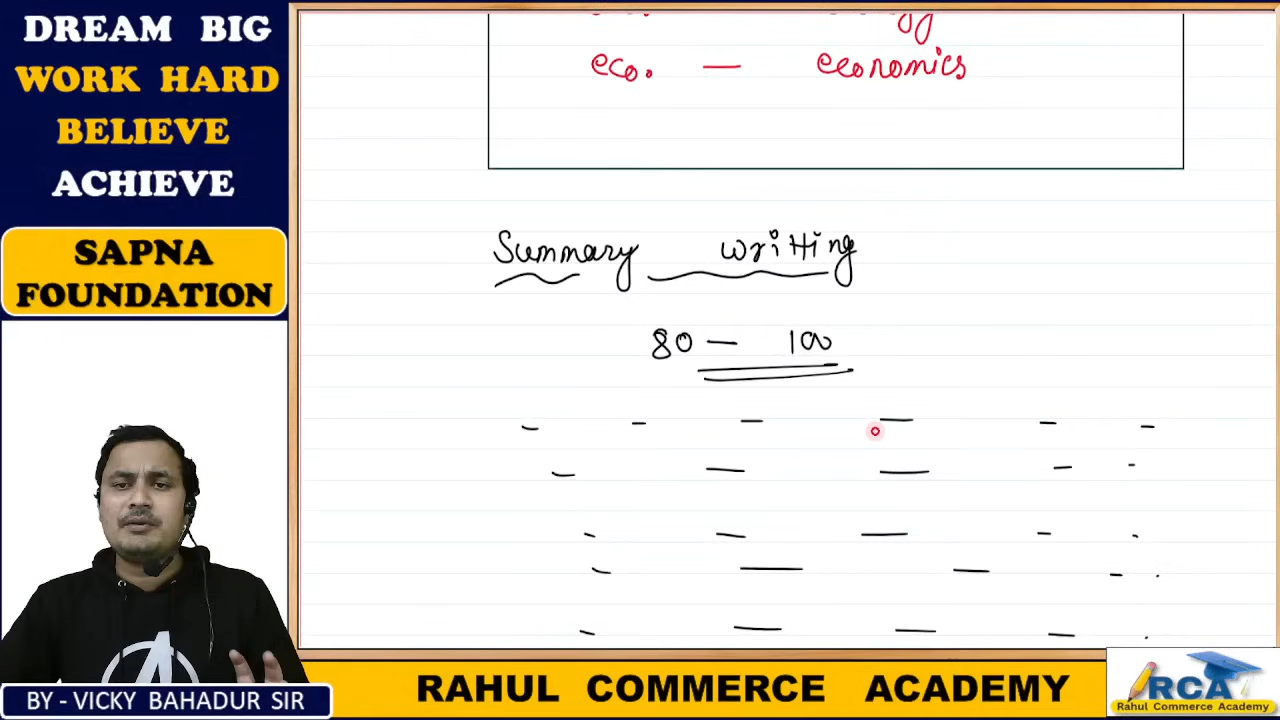 DREAM BIG
WORK HARD
BELIEVE
ACHIEVE
SAPNA
FOUNDATION
BY - VICKY BAHADUR SIR
eco. — economics
Summary writting
80 — 100
RAHUL COMMERCE ACADEMY
RCA
Rahul Commerce Academy